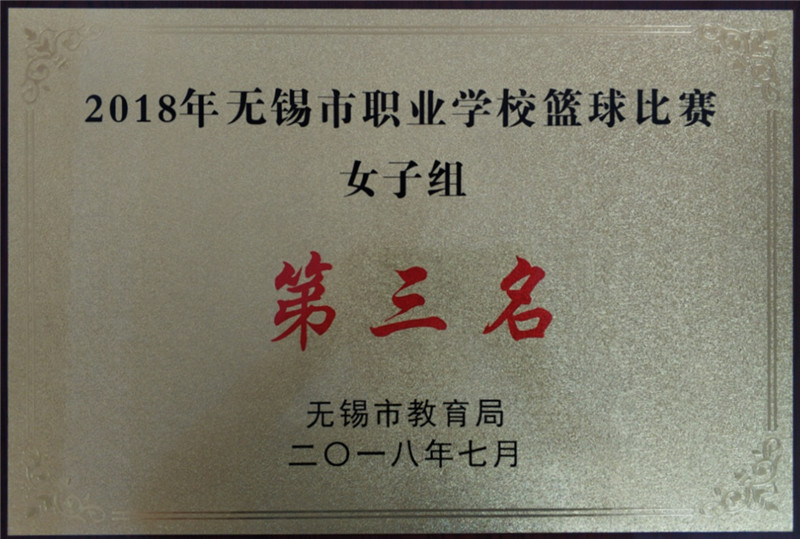 2018年无锡市职业学校篮球比赛
女子组
第三名
无锡市教育局
二〇一八年七月